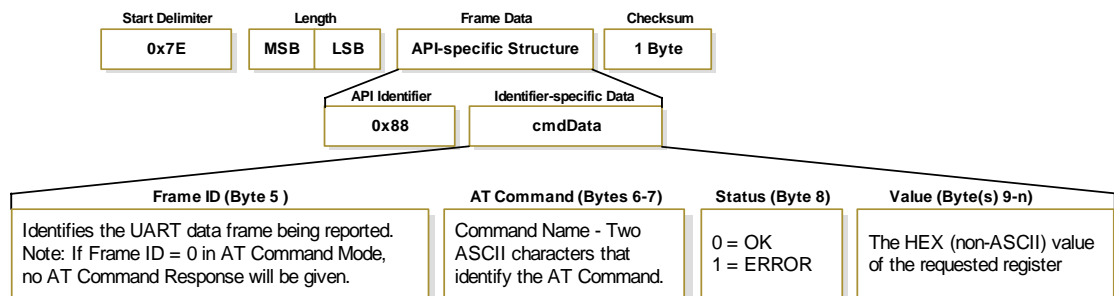 Start Delimiter
Length
Frame Data
Checksum
0x7E
MSB
LSB
API-specific Structure
1 Byte
API Identifier
Identifier-specific Data
0x88
cmdData
Frame ID (Byte 5 )
AT Command (Bytes 6-7)
Status (Byte 8)
Value (Byte(s) 9-n)
Identifies the UART data frame being reported.
Note: If Frame ID = 0 in AT Command Mode,
no AT Command Response will be given.
Command Name - Two
ASCII characters that
identify the AT Command.
0 = OK
1 = ERROR
The HEX (non-ASCII) value
of the requested register